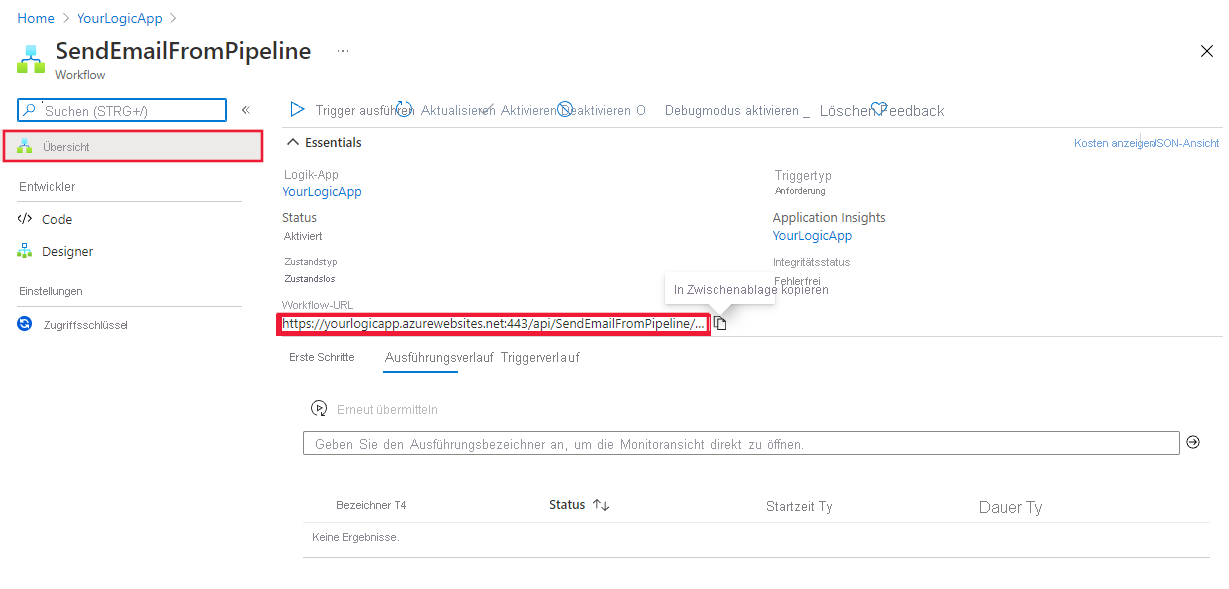 Home > YourLogicApp >
SendEmailFromPipeline ...
Workflow
Suchen (STRG+/) «
Trigger ausführen Aktualisieren Aktivieren Deaktivieren O Debugmodus aktivieren _ Löschen Feedback
Übersicht
Essentials
Kosten anzeigen JSON-Ansicht
Entwickler
Code
Designer
Einstellungen
Zugriffsschlüssel
Logik-App
YourLogicApp
Status
Aktiviert
Zustandstyp
Zustandslos
Workflow-URL
https://yourlogicapp.azurewebsites.net:443/api/SendEmailFromPipeline/...
Triggertyp
Anforderung
Application Insights
YourLogicApp
Integritätsstatus
Fehlerfrei
In Zwischenablage kopieren
Erste Schritte Ausführungsverlauf Triggerverlauf
Erneut übermitteln
Geben Sie den Ausführungsbezeichner an, um die Monitoransicht direkt zu öffnen.
Bezeichner T4 Status ↑↓ Startzeit Ty Dauer Ty
Keine Ergebnisse.